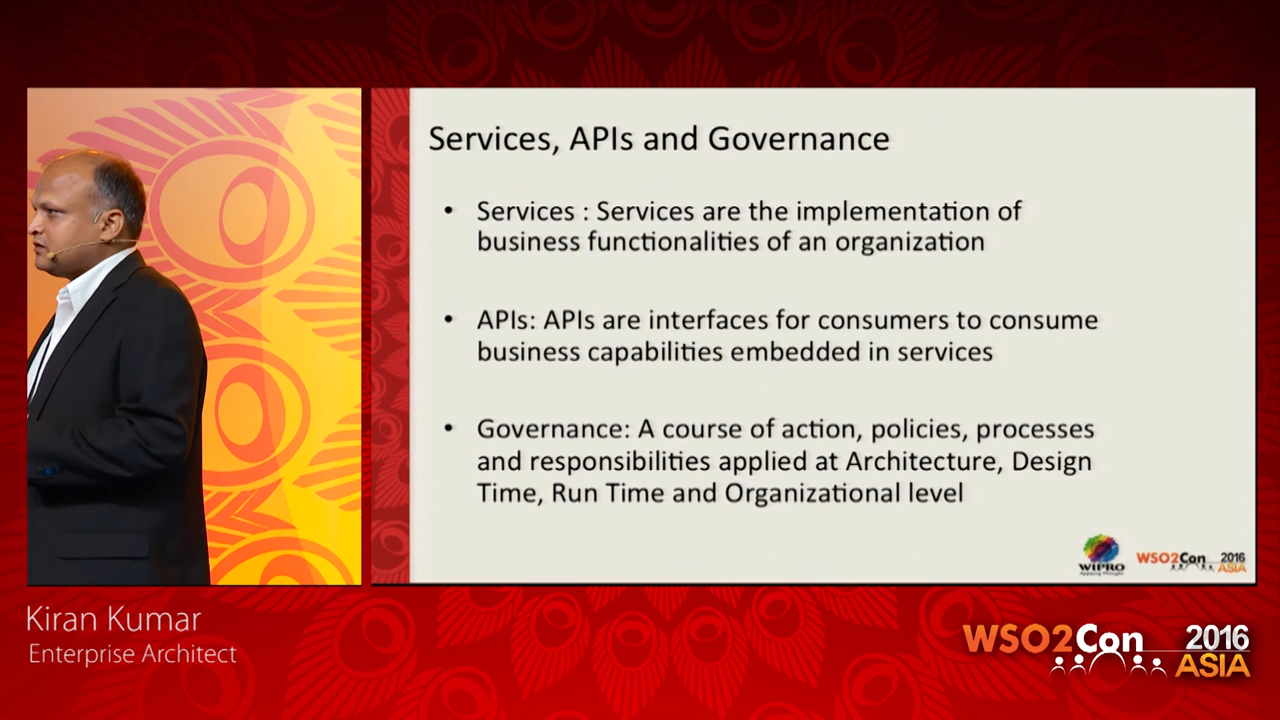 Services, APIs and Governance
• Services : Services are the implementation of
business functionalities of an organization
• APIs: APIs are interfaces for consumers to consume
business capabilities embedded in services
• Governance: A course of action, policies, processes
and responsibilities applied at Architecture, Design
Time, Run Time and Organizational level
WIPRO
Applying Thought
WSO2Con 2016
ASIA
Kiran Kumar
Enterprise Architect
WSO2Con 2016
ASIA